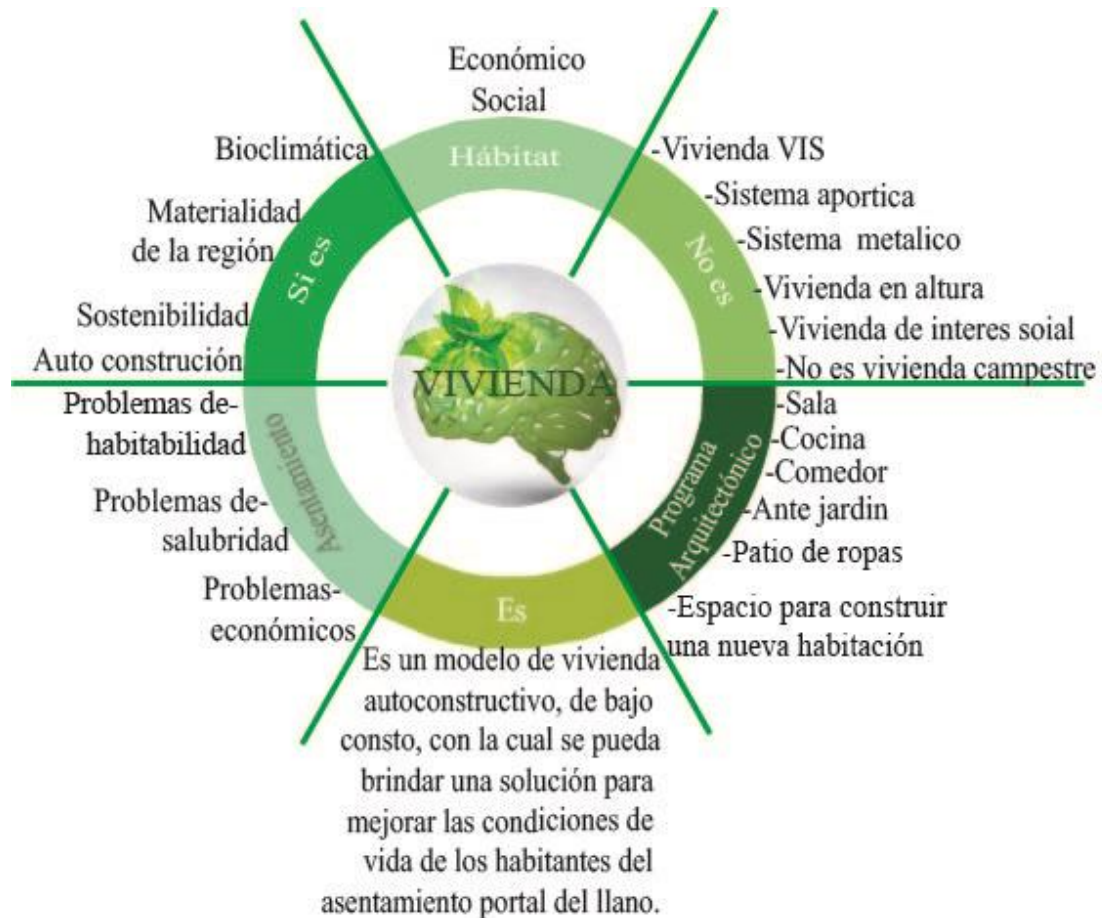 Económico
Social
Hábitat
Bioclimática
Materialidad
de la región
Sostenibilidad
Auto construción
Si es
-Vivienda VIS
-Sistema aportica
-Sistema metalico
-Vivienda en altura
-Vivienda de interes soial
-No es vivienda campestre
No es
VIVIENDA
Problemas de-
habitabilidad
Problemas de-
salubridad
Problemas-
económicos
Asentamiento
-Sala
-Cocina
-Comedor
-Ante jardin
-Patio de ropas
-Espacio para construir
una nueva habitación
Programa
Arquitectónico
Es
Es un modelo de vivienda
autoconstructivo, de bajo
consto, con la cual se pueda
brindar una solución para
mejorar las condiciones de
vida de los habitantes del
asentamiento portal del llano.